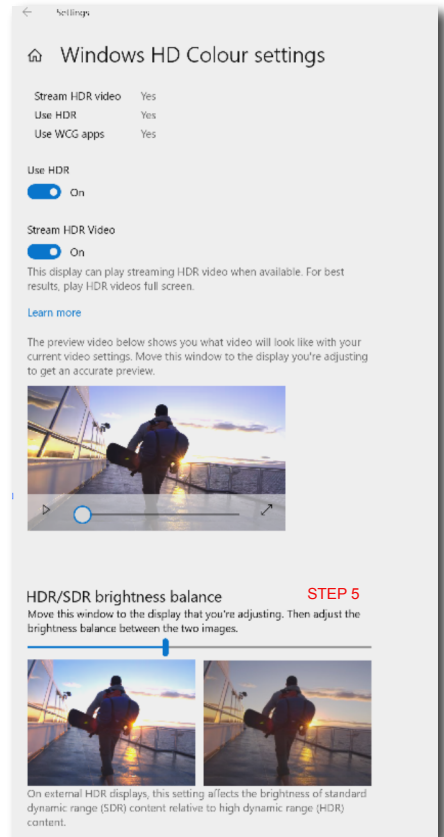 Settings
Windows HD Colour settings
Stream HDR video Yes
Use HDR Yes
Use WCG apps Yes
Use HDR
On
Stream HDR Video
On
This display can play streaming HDR video when available. For best
results, play HDR videos full screen.
Learn more
The preview video below shows you what video will look like with your
current video settings. Move this window to the display you're adjusting
to get an accurate preview.
HDR/SDR brightness balance STEP 5
Move this window to the display that you're adjusting. Then adjust the
brightness balance between the two images.
On external HDR displays, this setting affects the brightness of standard
dynamic range (SDR) content relative to high dynamic range (HDR)
content.